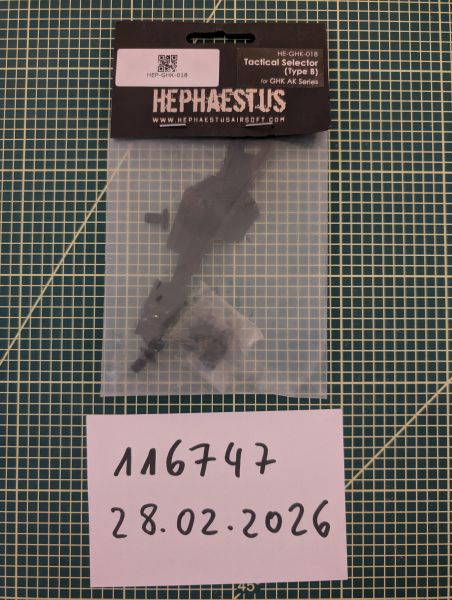 HE-GHK-018
Tactical Selector
(Type B)
for GHK AK Series
HEP-GHK-018
HEPHAESTUS
WWW.HEPHAESTUSAIRSOFT.COM
116747
28.02.2026
45